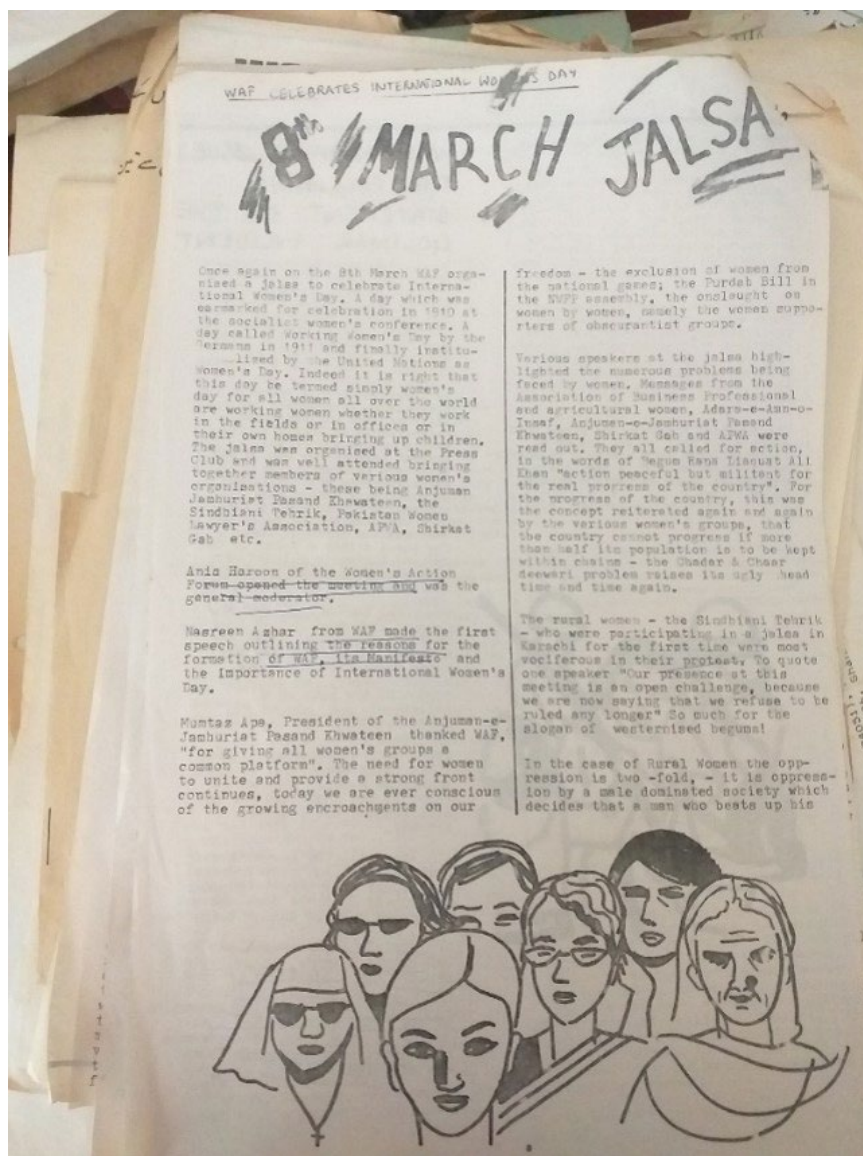 WAF CELEBRATES INTERNATIONAL WOMEN'S DAY
8th MARCH JALSA
Once again on the 8th March WAF orga-
nised a jalsa to celebrate Interna-
tional Women's Day. A day which was
earmarked for celebration in 1910 at
the socialist women's conference. A
day called Working Women's Day by the
Germans in 1911 and finally institu-
lised by the United Nations as
Women's Day. Indeed it is right that
this day be termed simply women's
day for all women all over the world
are working women whether they work
in the fields or in offices or in
their own homes bringing up children.
The jalsa was organised at the Press
Club and was well attended bringing
together members of various women's
organisations - these being Anjuman
Jamhuriat Pasand Khawateen, the
Sindhiani Tehrik, Pakistan Women
Lawyer's Association, APWA, Shirkat
Gah etc.
Anis Haroon of the Women's Action
Forum opened the meeting and was the
general moderator.
Nasreen Azhar from WAF made the first
speech outlining the reasons for the
formation of WAF, its Manifesto and
the Importance of International Women's
Day.
Mumtaz Apa, President of the Anjuman-e-
Jamhuriat Pasand Khwateen thanked WAF,
"for giving all women's groups a
common platform". The need for women
to unite and provide a strong front
continues, today we are ever conscious
of the growing encroachments on our
freedom - the exclusion of women from
the national games; the Purdat Bill in
the NWFP assembly, the onslaught on
women by women, namely the women suppo-
rters of obscurantist groups.
Various speakers at the jalsa high-
lighted the numerous problems being
faced by women. Messages from the
Association of Business Professional
and agricultural women, Adara-e-Amn-o-
Insaf, Anjuman-e-Jamhuriat Pasand
Khwateen, Shirkat Gah and APWA were
read out. They all called for action,
in the words of Begum Rana Liaquat Ali
Khan "action peaceful but militent for
the real progress of the country". For
the progress of the country, this was
the concept reiterated again and again
by the various women's groups, that
the country cannot progress if more
than half its population is to be kept
within chains - the Chadar & Chaar
deewari problem raises its ugly head
time and time again.
The rural women - the Sindhiani Tehrik
- who were participating in a jalsa in
Karachi for the first time were most
vociferous in their protest. To quote
one speaker "Our presence at this
meeting is an open challenge, because
we are now saying that we refuse to be
ruled any longer" So much for the
slogan of westernised begums!
In the case of Rural Women the opp-
ression is two -fold, - it is oppress-
ion by a male dominated society which
decides that a man who beats up his